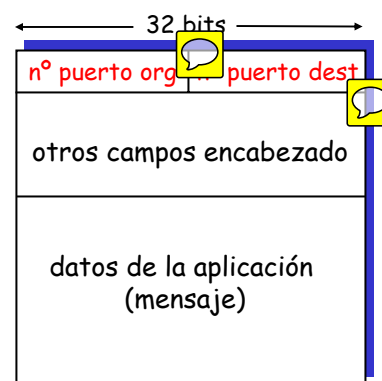 32 bits
nº puerto org puerto dest
otros campos encabezado
datos de la aplicación
(mensaje)